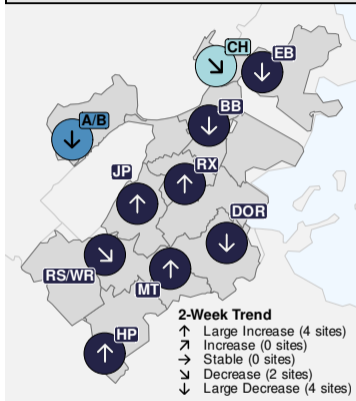 CH
EB
A/B
BB
RX
JP
DOR
RS/WR
MT
HP
2-Week Trend
↑ Large Increase (4 sites)
↗ Increase (0 sites)
→ Stable (0 sites)
↘ Decrease (2 sites)
↓ Large Decrease (4 sites)